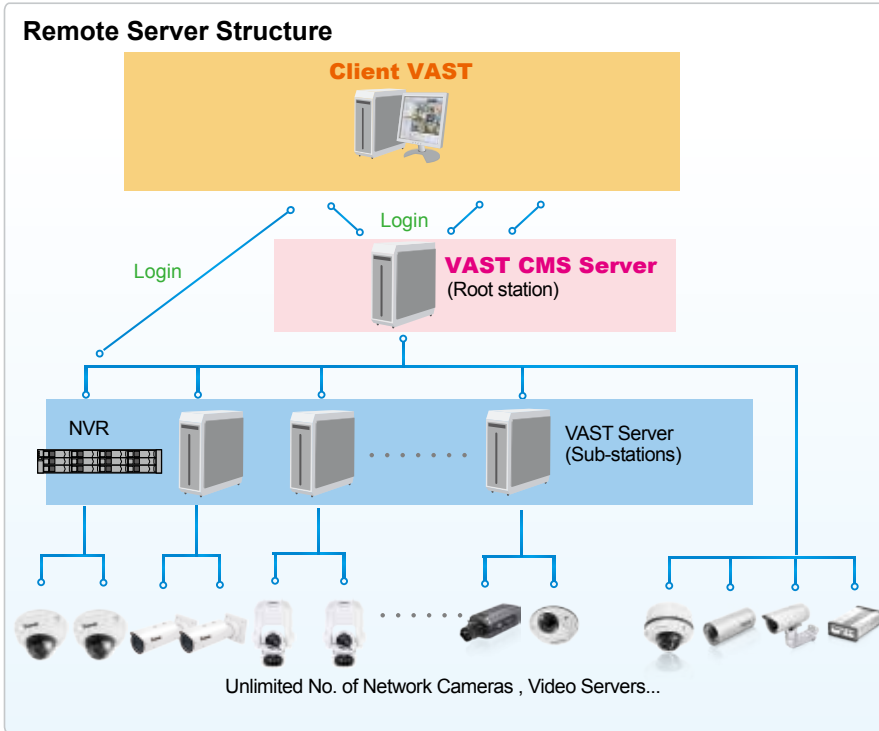 Remote Server Structure
Client VAST
Login
Login
VAST CMS Server
(Root station)
NVR
VAST Server
(Sub-stations)
Unlimited No. of Network Cameras , Video Servers...